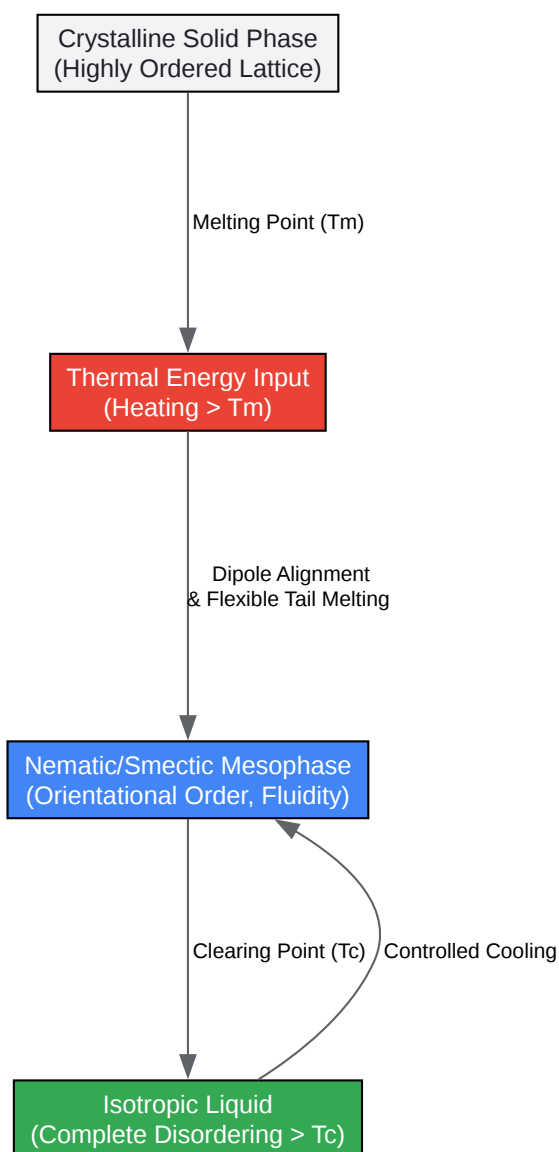 Crystalline Solid Phase
(Highly Ordered Lattice)
Melting Point (Tm)
Thermal Energy Input
(Heating > Tm)
Dipole Alignment
& Flexible Tail Melting
Nematic/Smectic Mesophase
(Orientational Order, Fluidity)
Clearing Point (Tc)
Controlled Cooling
Isotropic Liquid
(Complete Disordering > Tc)